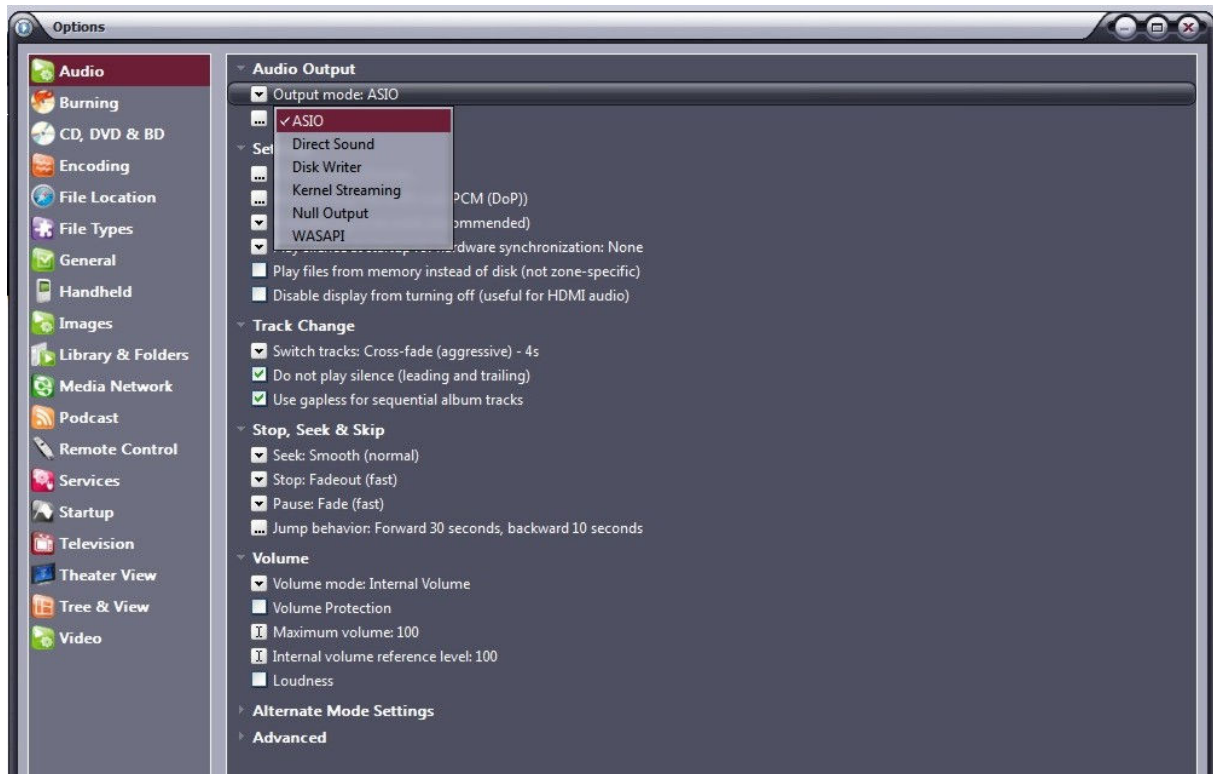 Options
Audio
Burning
CD, DVD & BD
Encoding
File Location
File Types
General
Handheld
Images
Library & Folders
Media Network
Podcast
Remote Control
Services
Startup
Television
Theater View
Tree & View
Video
Audio Output
Output mode: ASIO
ASIO
Direct Sound
Disk Writer
Kernel Streaming
Null Output
WASAPI
Set
PCM (DoP))
hardware synchronization: None
Play files from memory instead of disk (not zone-specific)
Disable display from turning off (useful for HDMI audio)
Track Change
Switch tracks: Cross-fade (aggressive) - 4s
Do not play silence (leading and trailing)
Use gapless for sequential album tracks
Stop, Seek & Skip
Seek: Smooth (normal)
Stop: Fadeout (fast)
Pause: Fade (fast)
Jump behavior: Forward 30 seconds, backward 10 seconds
Volume
Volume mode: Internal Volume
Volume Protection
Maximum volume: 100
Internal volume reference level: 100
Loudness
Alternate Mode Settings
Advanced